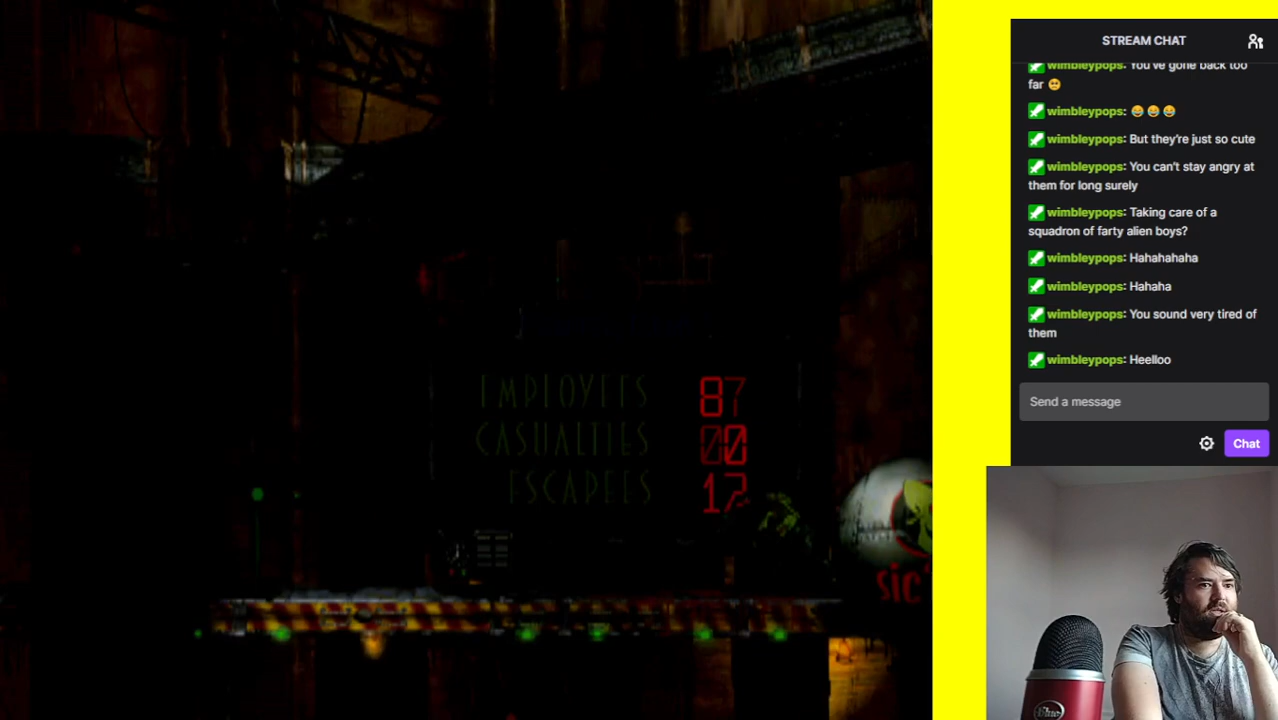 EMPLOYEES 87
CASUALTIES 00
ESCAPEES 17
sic'
STREAM CHAT
wimbleypops: You've gone back too
far 🥺
wimbleypops: 😂😂😂
wimbleypops: But they're just so cute
wimbleypops: You can't stay angry at
them for long surely
wimbleypops: Taking care of a
squadron of farty alien boys?
wimbleypops: Hahahahaha
wimbleypops: Hahaha
wimbleypops: You sound very tired of
them
wimbleypops: Heelloo
Send a message
Chat
Blue